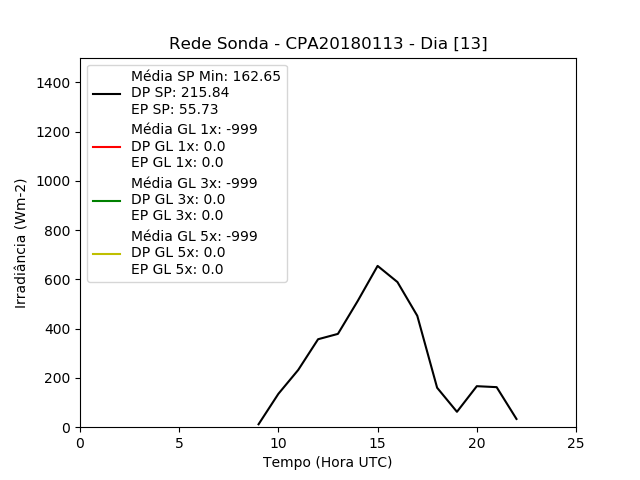 Rede Sonda - CPA20180113 - Dia [13]
Média SP Min: 162.65
DP SP: 215.84
EP SP: 55.73
Média GL 1x: -999
DP GL 1x: 0.0
EP GL 1x: 0.0
Média GL 3x: -999
DP GL 3x: 0.0
EP GL 3x: 0.0
Média GL 5x: -999
DP GL 5x: 0.0
EP GL 5x: 0.0
Irradiância (Wm-2)
1400
1200
1000
800
600
400
200
0
0 5 10 15 20 25
Tempo (Hora UTC)